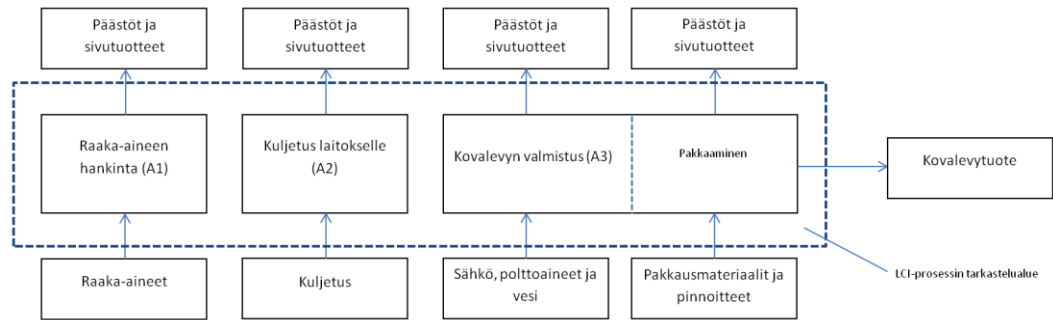 Päästöt ja
sivutuotteet
Päästöt ja
sivutuotteet
Päästöt ja
sivutuotteet
Päästöt ja
sivutuotteet
Raaka-aineen
hankinta (A1)
Kuljetus laitokselle
(A2)
Kovalevyn valmistus (A3)
Pakkaaminen
Kovalevytuote
Raaka-aineet
Kuljetus
Sähkö, polttoaineet ja
vesi
Pakkausmateriaalit ja
pinnoitteet
LCI-prosessin tarkastelualue